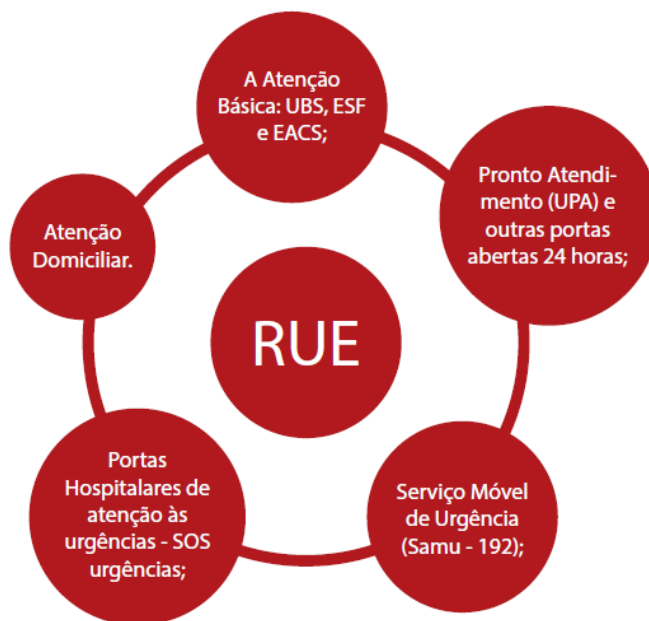 A Atenção
Básica: UBS, ESF
e EACS;
Pronto Atendi-
mento (UPA) e
outras portas
abertas 24 horas;
Atenção
Domiciliar.
RUE
Portas
Hospitalares de
atenção às
urgências - SOS
urgências;
Serviço Móvel
de Urgência
(Samu - 192);